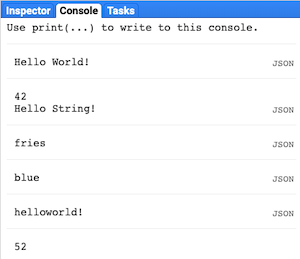 Inspector Console Tasks
Use print(...) to write to this console.
Hello World! JSON
42
Hello String! JSON
fries JSON
blue JSON
helloworld! JSON
52